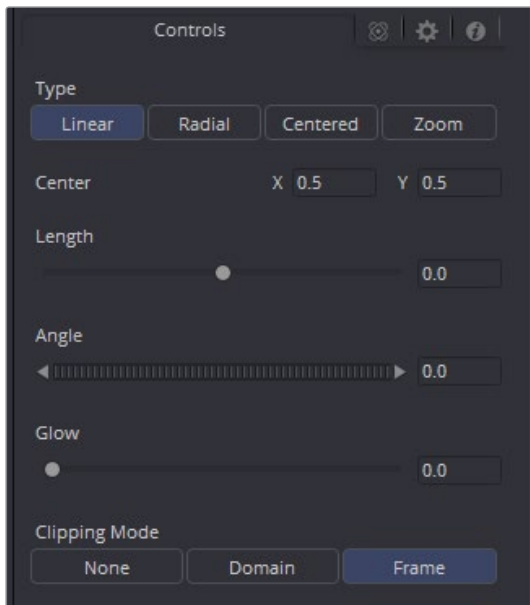 Controls
Type
Linear Radial Centered Zoom
Center X 0.5 Y 0.5
Length
0.0
Angle
0.0
Glow
0.0
Clipping Mode
None Domain Frame